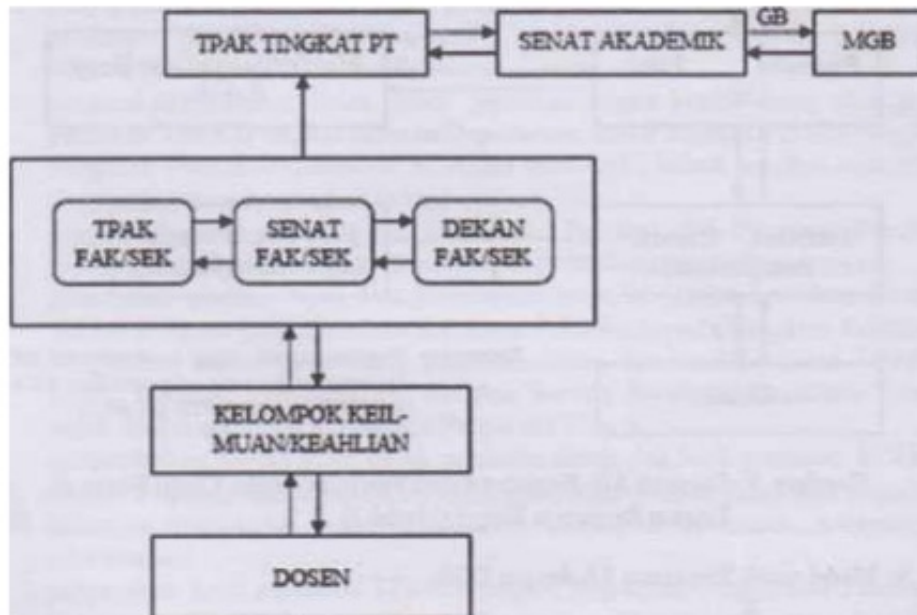 TPAK TINGKAT PT
SENAT AKADEMIK
GB
MGB
TPAK
FAK/SEK
SENAT
FAK/SEK
DEKAN
FAK/SEK
KELOMPOK KEIL-
MUAN/KEAHLIAN
DOSEN